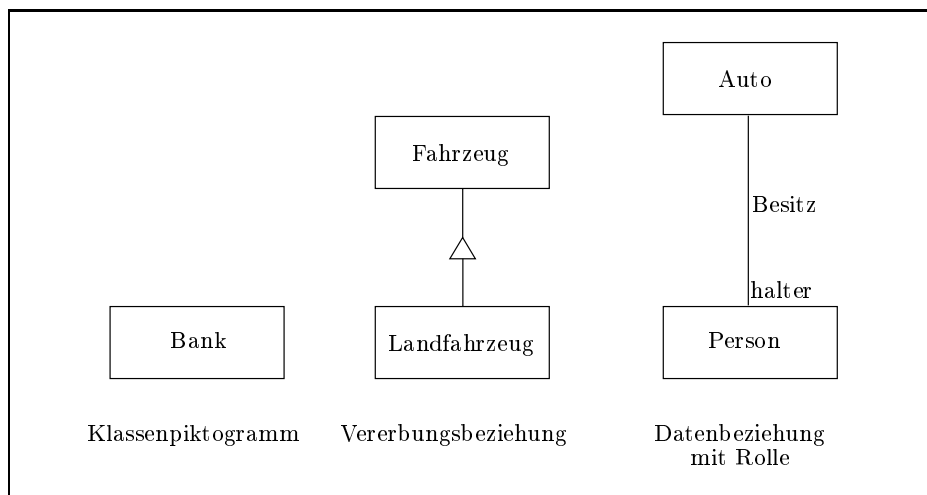 Auto
Fahrzeug
Besitz
halter
Bank
Landfahrzeug
Person
Klassenpiktogramm
Vererbungsbeziehung
Datenbeziehung
mit Rolle